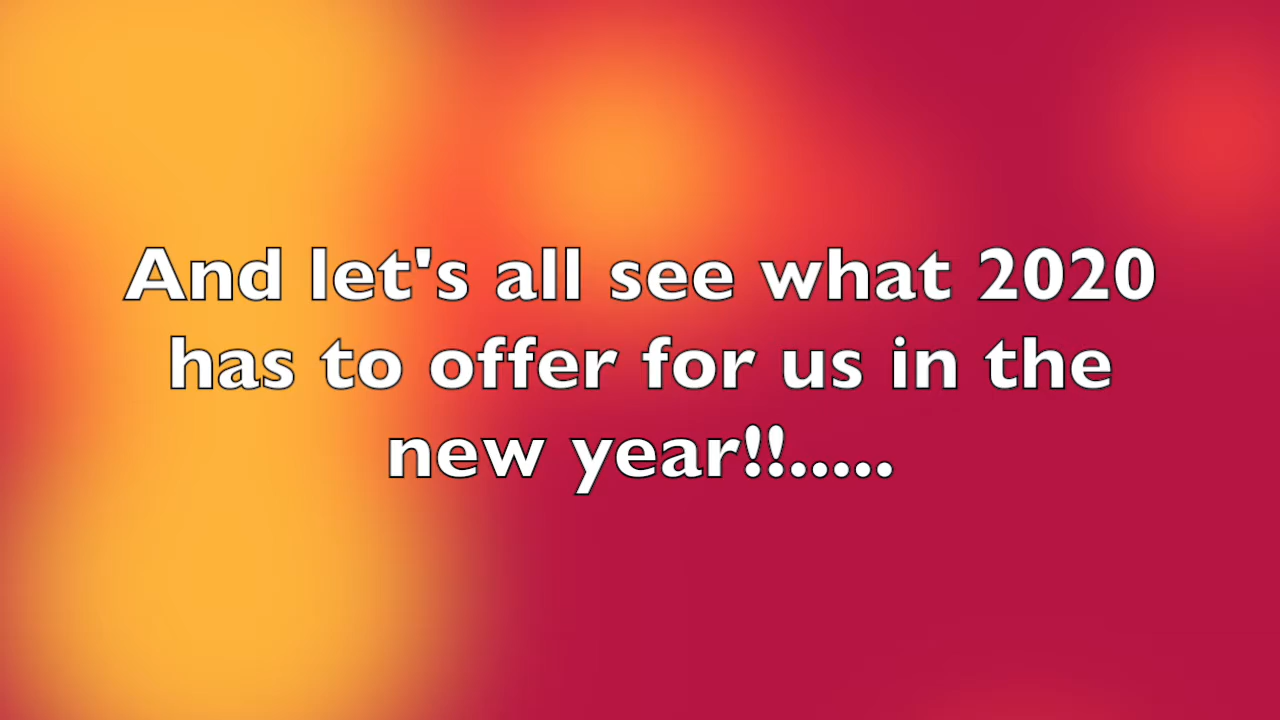 And let's all see what 2020
has to offer for us in the
new year!!.....